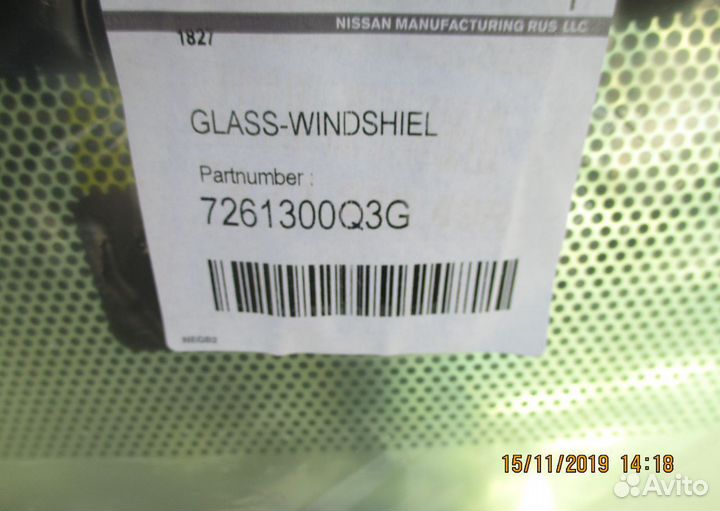 NISSAN MANUFACTURING RUS LLC
1827
GLASS-WINDSHIEL
Partnumber :
7261300Q3G
15/11/2019 14:18
Avito